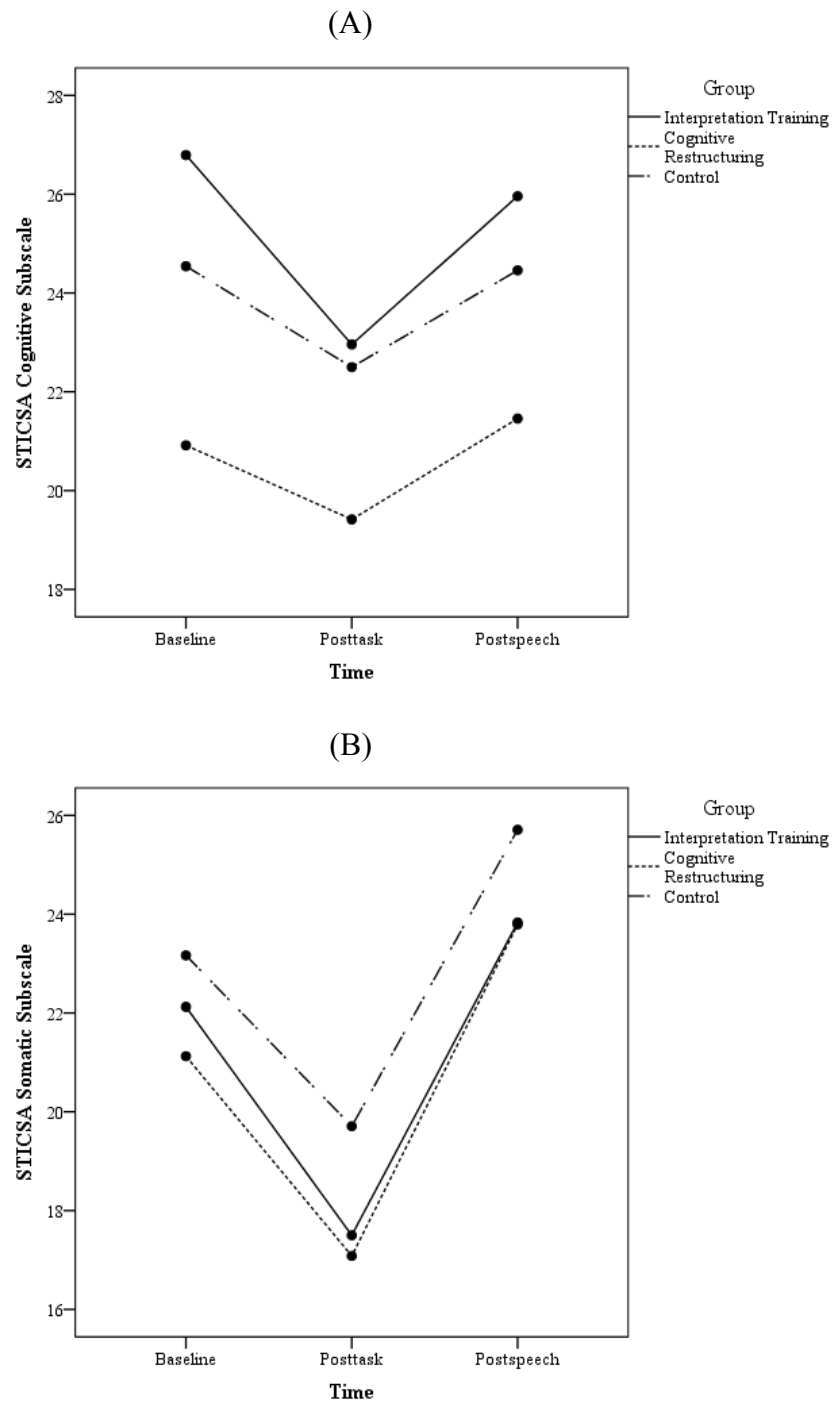 (A)
28
26
24
22
20
18
STICSA Cognitive Subscale
Baseline
Posttask
Postspeech
Time
Group
Interpretation Training
Cognitive
Restructuring
Control
(B)
26
24
22
20
18
16
STICSA Somatic Subscale
Baseline
Posttask
Postspeech
Time
Group
Interpretation Training
Cognitive
Restructuring
Control